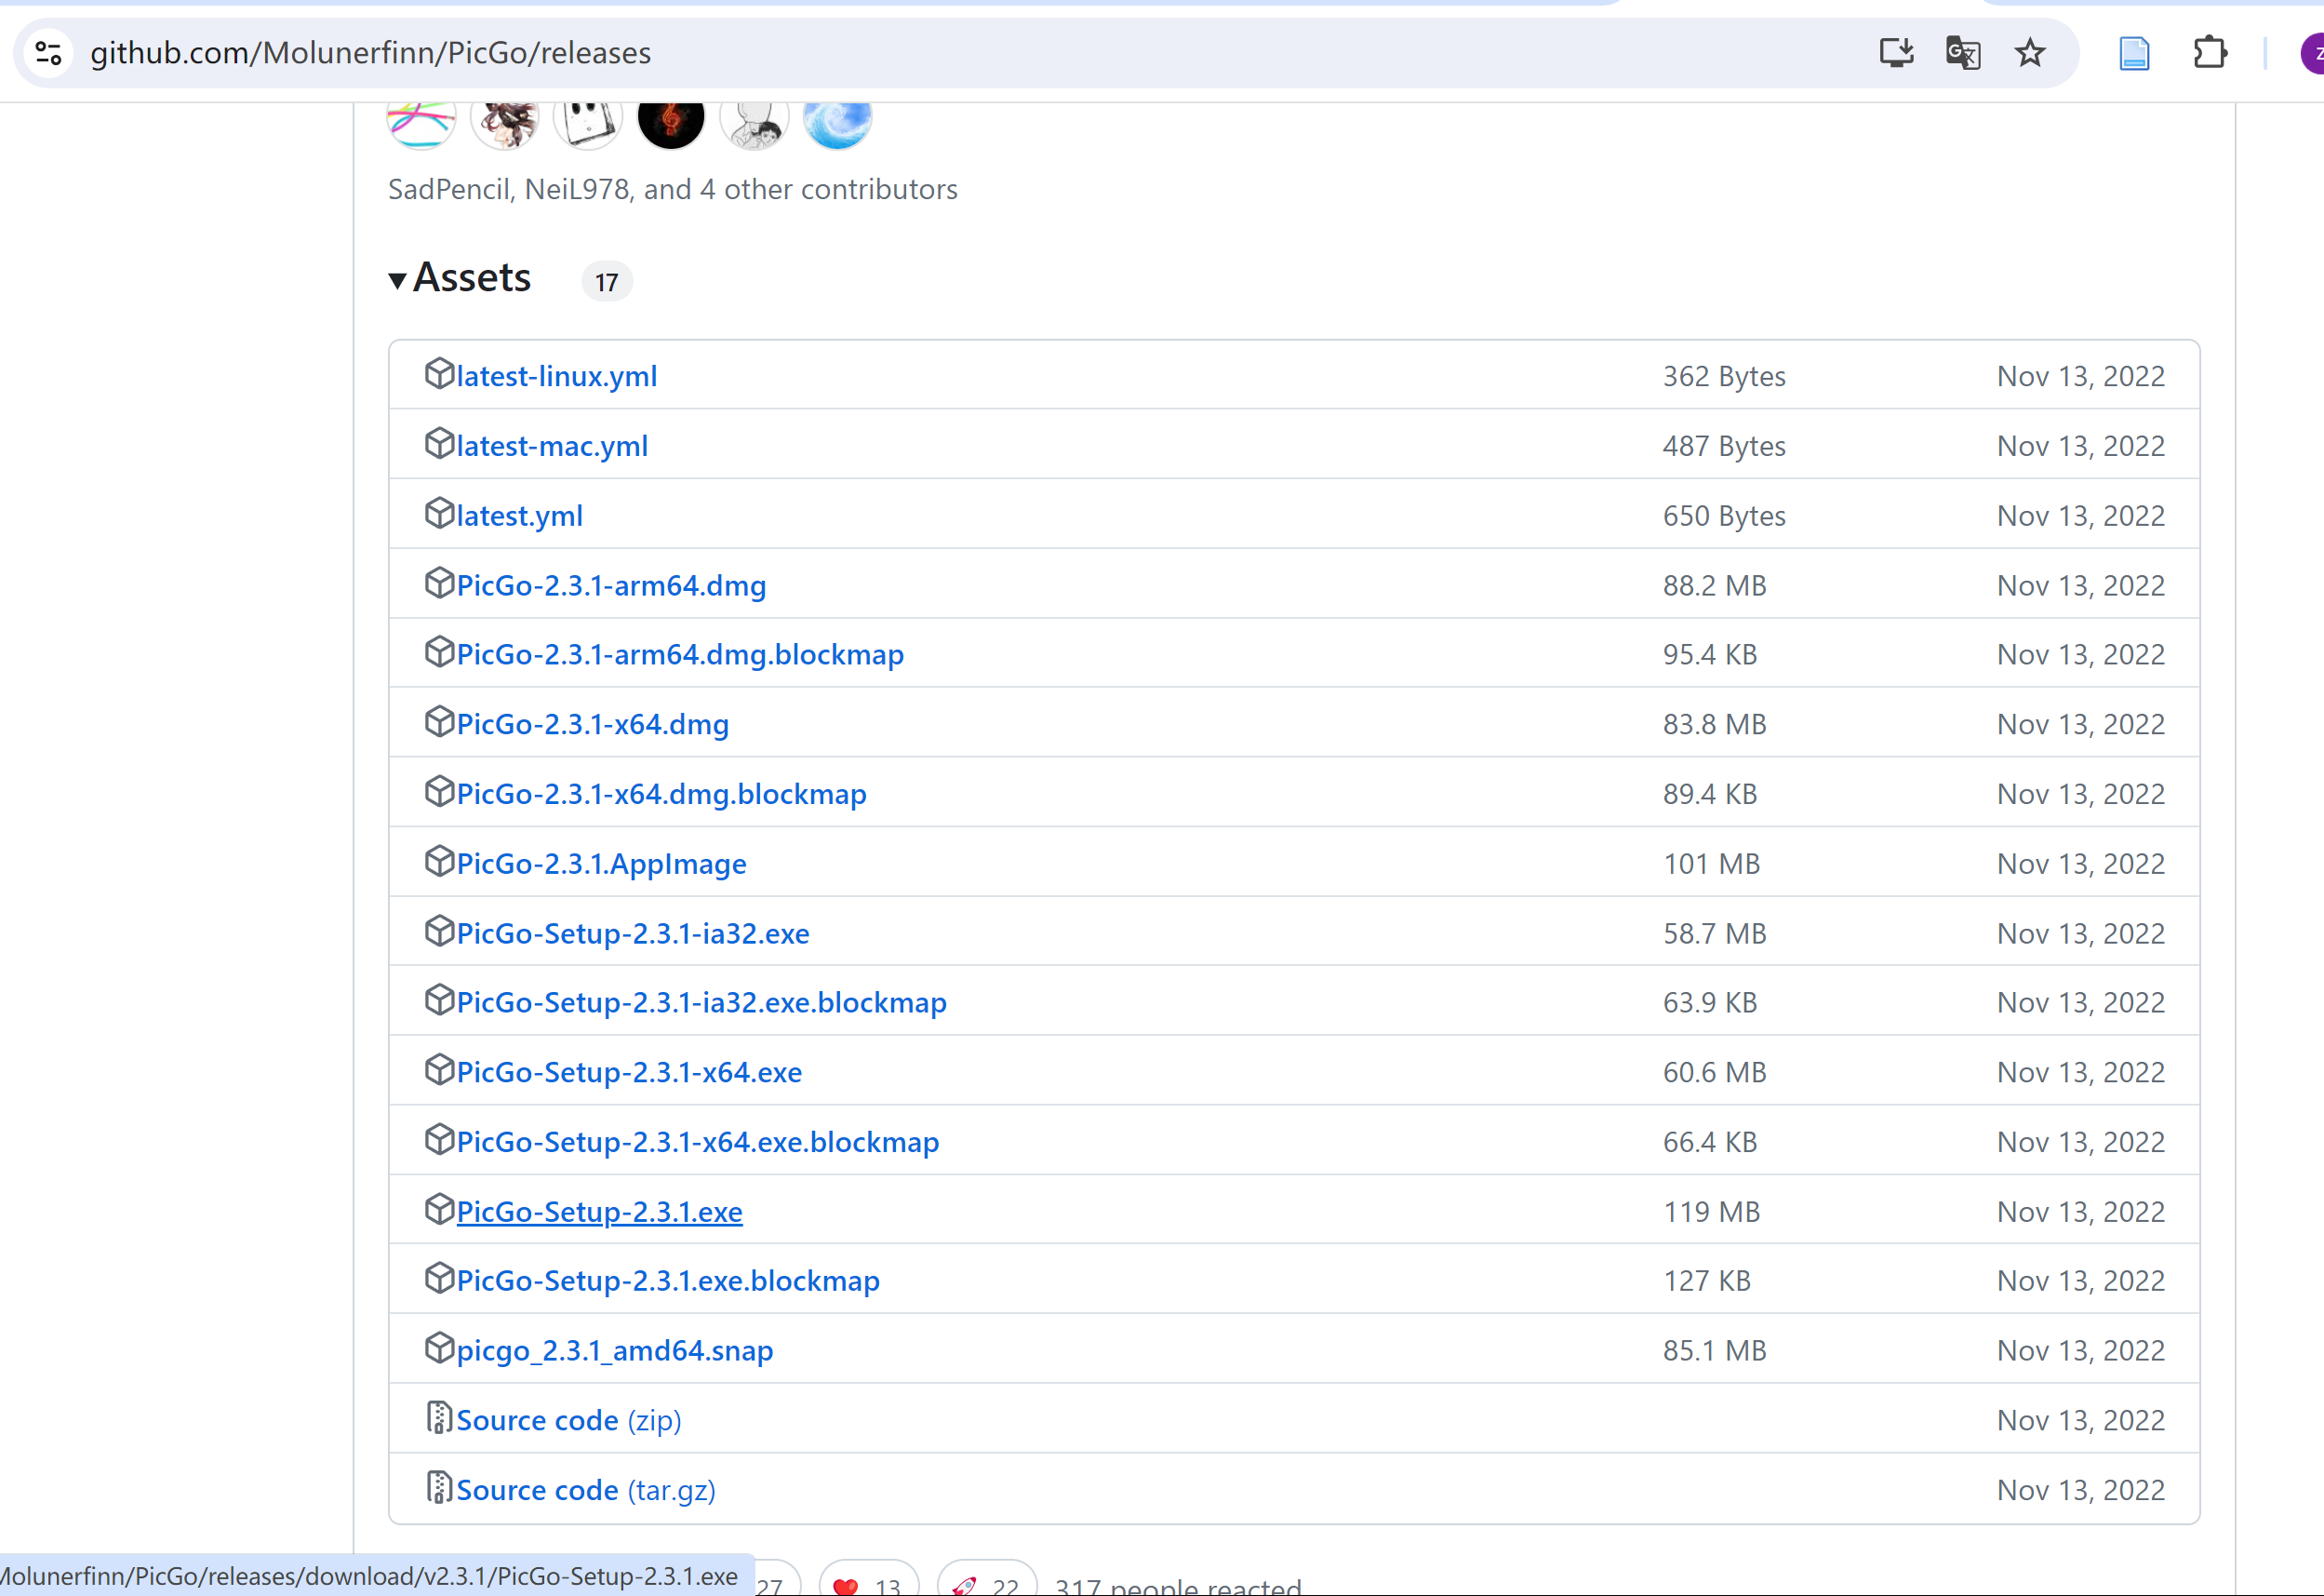 github.com/Molunerfinn/PicGo/releases
SadPencil, NeiL978, and 4 other contributors
Assets 17
latest-linux.yml 362 Bytes Nov 13, 2022
latest-mac.yml 487 Bytes Nov 13, 2022
latest.yml 650 Bytes Nov 13, 2022
PicGo-2.3.1-arm64.dmg 88.2 MB Nov 13, 2022
PicGo-2.3.1-arm64.dmg.blockmap 95.4 KB Nov 13, 2022
PicGo-2.3.1-x64.dmg 83.8 MB Nov 13, 2022
PicGo-2.3.1-x64.dmg.blockmap 89.4 KB Nov 13, 2022
PicGo-2.3.1.AppImage 101 MB Nov 13, 2022
PicGo-Setup-2.3.1-ia32.exe 58.7 MB Nov 13, 2022
PicGo-Setup-2.3.1-ia32.exe.blockmap 63.9 KB Nov 13, 2022
PicGo-Setup-2.3.1-x64.exe 60.6 MB Nov 13, 2022
PicGo-Setup-2.3.1-x64.exe.blockmap 66.4 KB Nov 13, 2022
PicGo-Setup-2.3.1.exe 119 MB Nov 13, 2022
PicGo-Setup-2.3.1.exe.blockmap 127 KB Nov 13, 2022
picgo_2.3.1_amd64.snap 85.1 MB Nov 13, 2022
Source code (zip) Nov 13, 2022
Source code (tar.gz) Nov 13, 2022
Molunerfinn/PicGo/releases/download/v2.3.1/PicGo-Setup-2.3.1.exe 27 13 22 317 people reacted